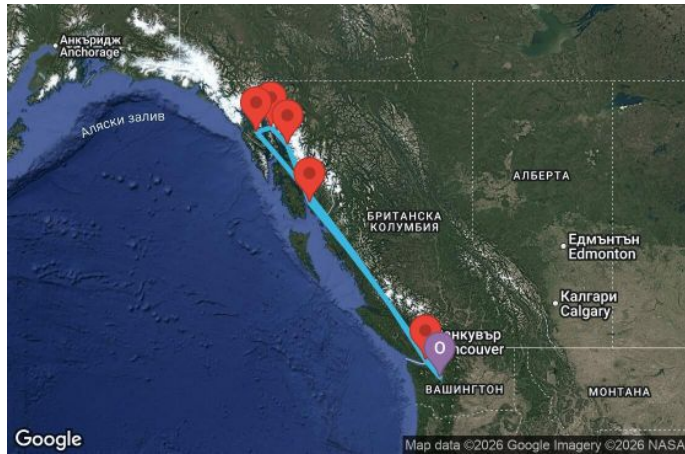 Анкъридж
Anchorage
Аляски залив
АЛБЕРТА
БРИТАНСКА
КОЛУМБИЯ
Едмънтън
Edmonton
Калгари
Calgary
нкувър
ncouver
O
ВАШИНГТОН
МОНТАНА
Google
Map data ©2026 Google Imagery ©2026 NASA